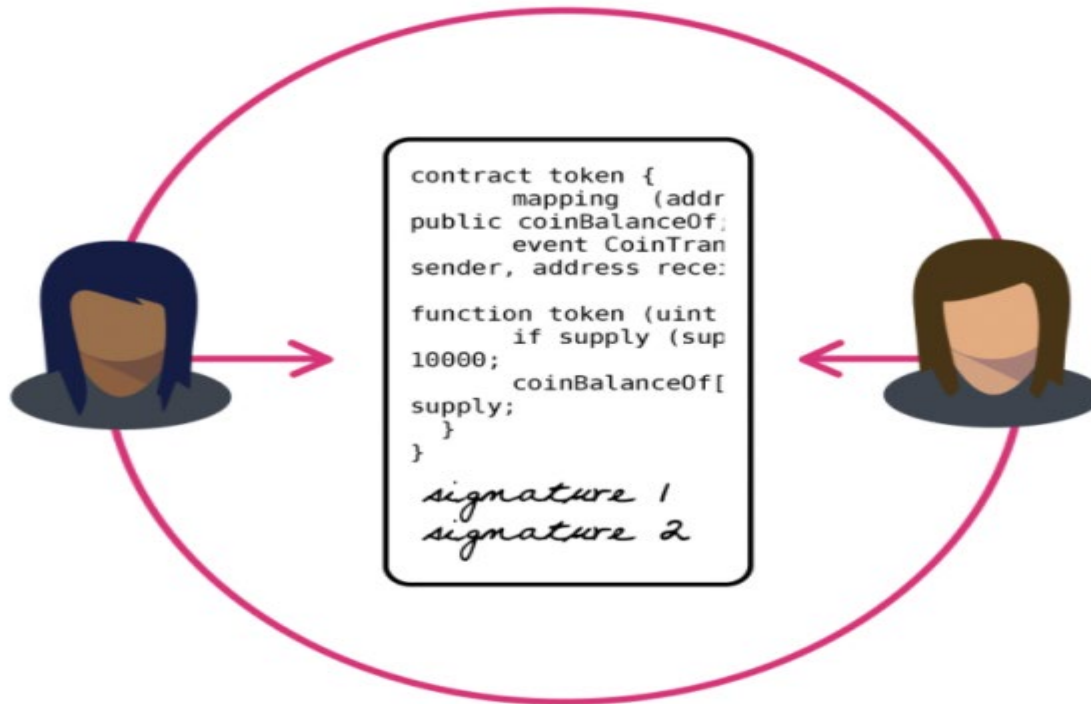 contract token {
mapping (addr
public coinBalanceOf;
event CoinTran
sender, address recei
function token (uint
if supply (sup
10000;
coinBalanceOf[
supply;
}
}
signature 1
signature 2